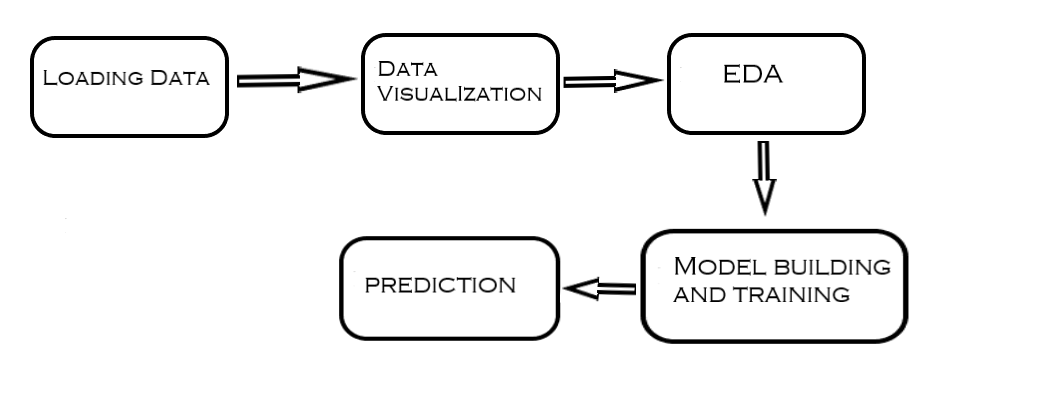 Loading Data
Data
Visualization
EDA
Model building
and training
prediction